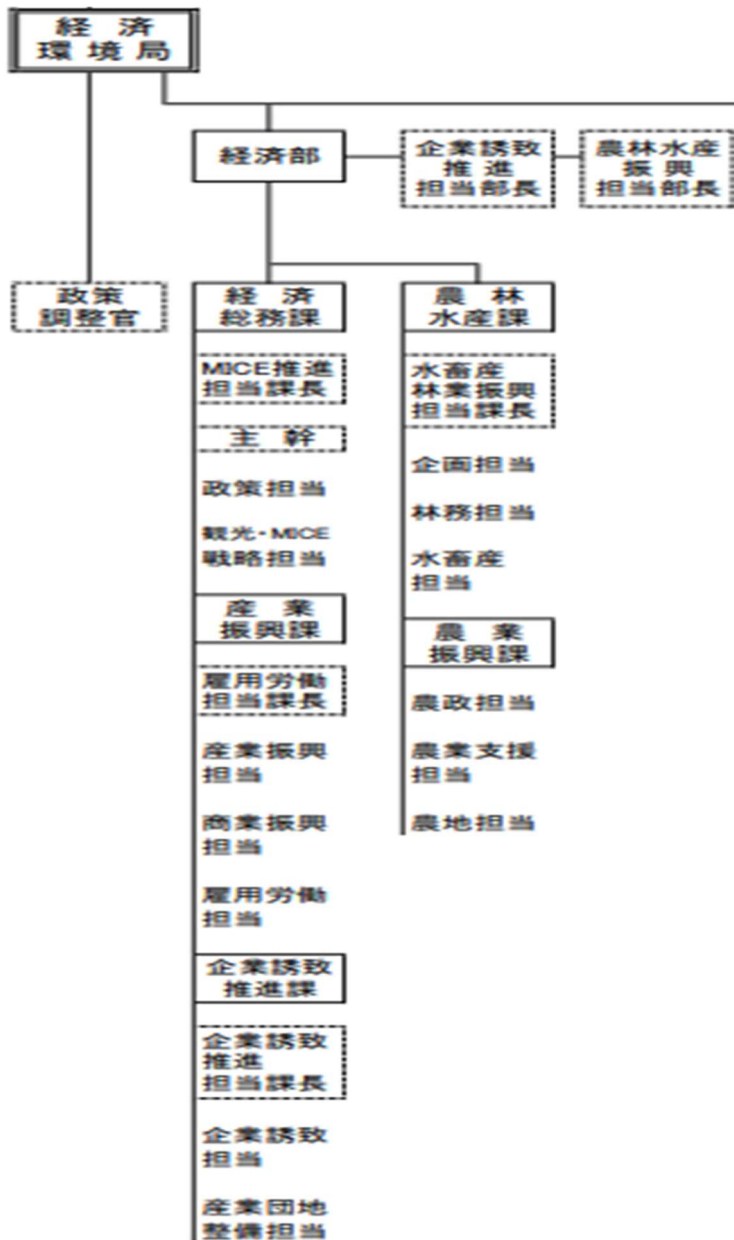 経済
環境局
経済部
企業誘致
推進
担当部長
農林水産
振興
担当部長
政策
調整官
経済
総務課
MICE推進
担当課長
主幹
政策担当
観光・MICE
戦略担当
産業
振興課
雇用労働
担当課長
産業振興
担当
商業振興
担当
雇用労働
担当
企業誘致
推進課
企業誘致
推進
担当課長
企業誘致
担当
産業団地
整備担当
農林
水産課
水畜産
林業振興
担当課長
企画担当
林務担当
水畜産
担当
農業
振興課
農政担当
農業支援
担当
農地担当